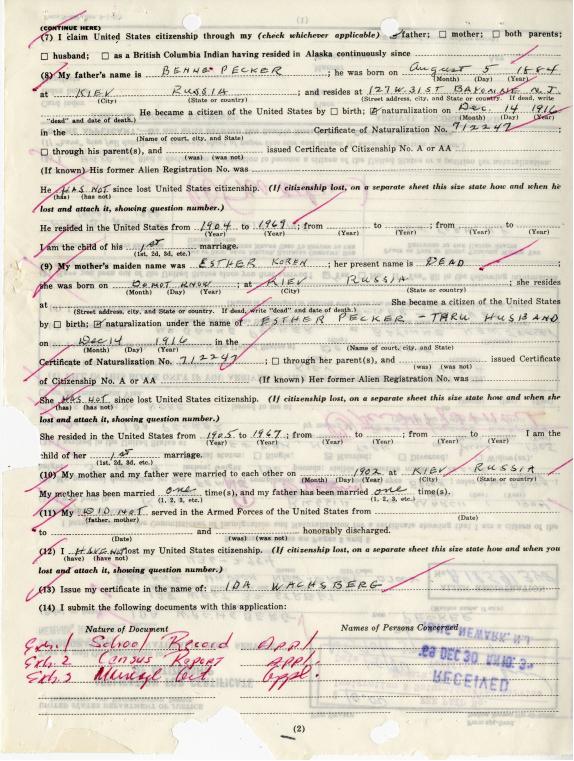 (CONTINUE HERE)
(7) I claim United States citizenship through my (check whichever applicable) ☑ father; ☐ mother; ☐ both parents;
☐ husband; ☐ as a British Columbia Indian having resided in Alaska continuously since
(8) My father's name is BENNE PECKER; he was born on August 5 1884
(Month) (Day) (Year)
at KIEV RUSSIA; and resides at 127 W. 31ST BAYONNE N.J.
(City) (State or country) (Street address, city, and State or country. If dead, write
He became a citizen of the United States by ☐ birth; ☑ naturalization on Dec. 14 1916
"dead" and date of death.) (Month) (Day) (Year)
in the Certificate of Naturalization No. 712247
(Name of court, city, and State)
☐ through his parent(s), and issued Certificate of Citizenship No. A or AA
(was) (was not)
(If known) His former Alien Registration No. was
He HAS NOT since lost United States citizenship. (If citizenship lost, on a separate sheet this size state how and when he
(has) (has not)
lost and attach it, showing question number.)
He resided in the United States from 1904 to 1969; from to; from to
(Year) (Year) (Year) (Year) (Year) (Year)
I am the child of his 1st marriage.
(1st, 2d, 3d, etc.)
(9) My mother's maiden name was ESTHER KOREN; her present name is DEAD
she was born on DO NOT KNOW; at KIEV RUSSIA; she resides
(Month) (Day) (Year) (City) (State or country)
at She became a citizen of the United States
(Street address, city, and State or country. If dead, write "dead" and date of death.)
by ☐ birth; ☑ naturalization under the name of ESTHER PECKER - THRU HUSBAND
on Dec 14 1916 in the
(Month) (Day) (Year) (Name of court, city, and State)
Certificate of Naturalization No. 712247; ☐ through her parent(s), and issued Certificate
(was) (was not)
of Citizenship No. A or AA (If known) Her former Alien Registration No. was
She HAS NOT since lost United States citizenship. (If citizenship lost, on a separate sheet this size state how and when she
(has) (has not)
lost and attach it, showing question number.)
She resided in the United States from 1905 to 1967; from to; from to I am the
(Year) (Year) (Year) (Year) (Year) (Year)
child of her 1st marriage.
(1st, 2d, 3d, etc.)
(10) My mother and my father were married to each other on 1902 at KIEV RUSSIA
(Month) (Day) (Year) (City) (State or country)
My mother has been married one time(s), and my father has been married one time(s).
(1, 2, 3, etc.) (1, 2, 3, etc.)
(11) My DID NOT served in the Armed Forces of the United States from
(father, mother) (Date)
to and honorably discharged.
(Date) (was) (was not)
(12) I HAVE NOT lost my United States citizenship. (If citizenship lost, on a separate sheet this size state how and when you
(have) (have not)
lost and attach it, showing question number.)
(13) Issue my certificate in the name of: IDA WACHSBERG
(14) I submit the following documents with this application:
Nature of Document Names of Persons Concerned
Exh. 1 School Record Appl
Exh. 2 Census Report Appl.
Exh. 3 Appl.
NEWARK, N.J.
'69 DEC 30
RECEIVED
(2)